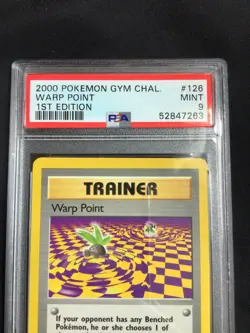 2000 POKEMON GYM CHAL. #126
WARP POINT MINT
1ST EDITION PSA 9
52847263
TRAINER
Warp Point
If your opponent has any Benched
Pokémon, he or she chooses 1 of